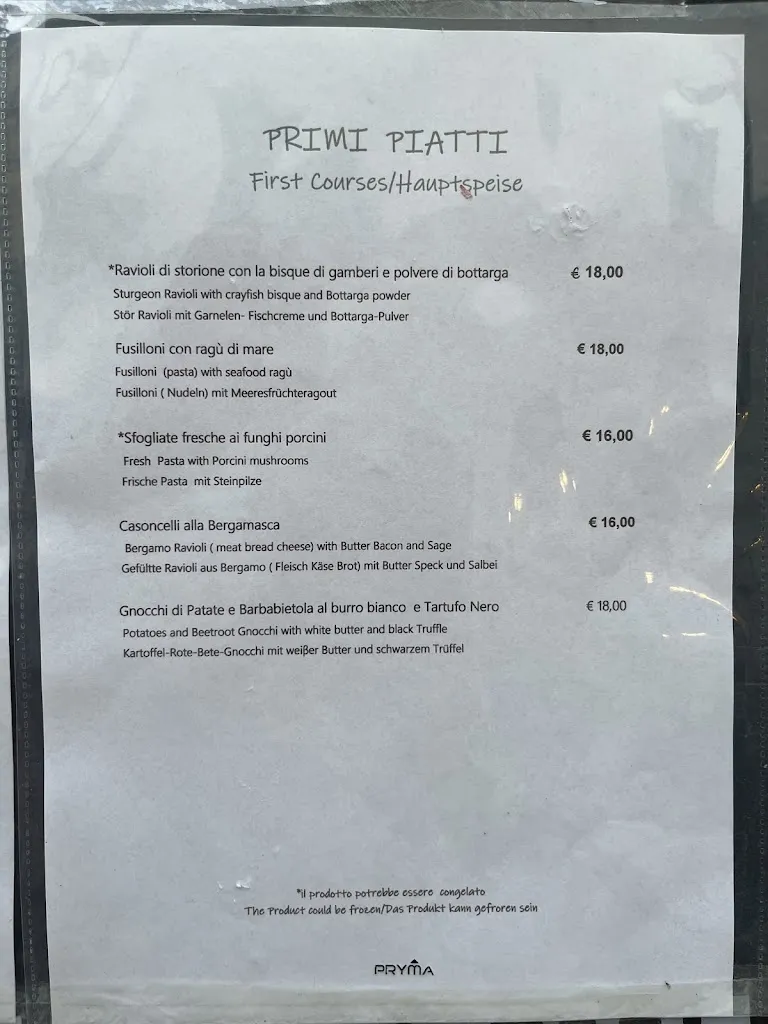 PRIMI PIATTI
First Courses/Hauptspeise
*Ravioli di storione con la bisque di gamberi e polvere di bottarga € 18,00
Sturgeon Ravioli with crayfish bisque and Bottarga powder
Stör Ravioli mit Garnelen- Fischcreme und Bottarga-Pulver
Fusilloni con ragù di mare € 18,00
Fusilloni (pasta) with seafood ragù
Fusilloni ( Nudeln) mit Meeresfrüchteragout
*Sfogliate fresche ai funghi porcini € 16,00
Fresh Pasta with Porcini mushrooms
Frische Pasta mit Steinpilze
Casoncelli alla Bergamasca € 16,00
Bergamo Ravioli ( meat bread cheese) with Butter Bacon and Sage
Gefültte Ravioli aus Bergamo ( Fleisch Käse Brot) mit Butter Speck und Salbei
Gnocchi di Patate e Barbabietola al burro bianco e Tartufo Nero € 18,00
Potatoes and Beetroot Gnocchi with white butter and black Truffle
Kartoffel-Rote-Bete-Gnocchi mit weißer Butter und schwarzem Trüffel
*il prodotto potrebbe essere congelato
The Product could be frozen/Das Produkt kann gefroren sein
PRYMA